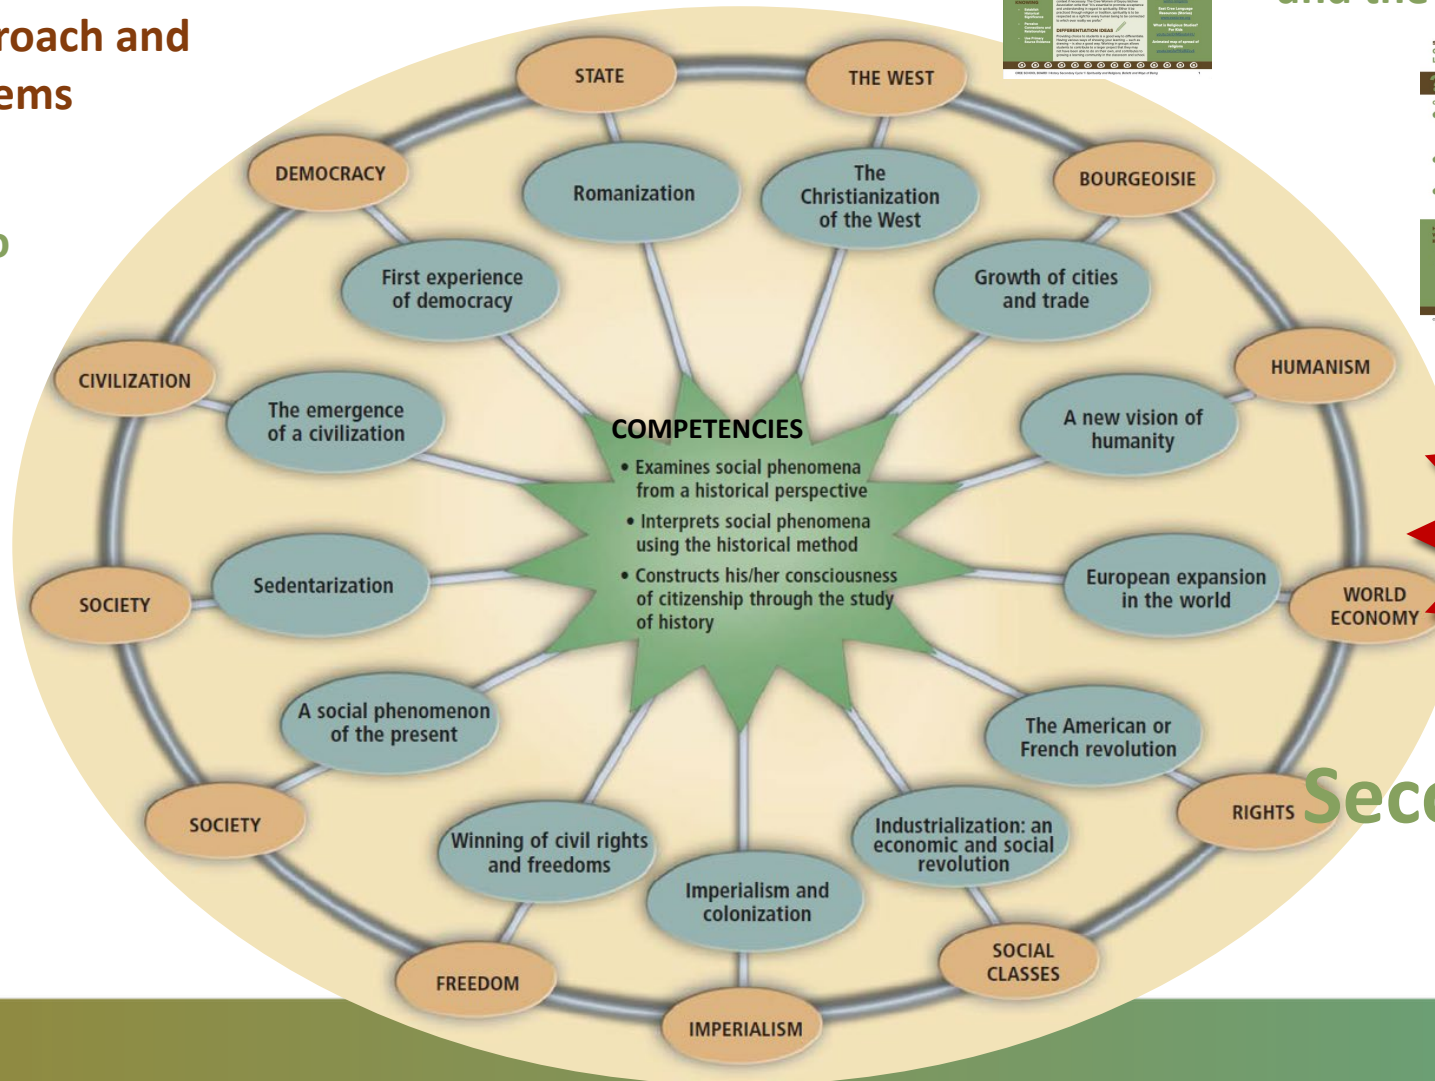 roach and
ems
STATE
THE WEST
DEMOCRACY
Romanization
The
Christianization
of the West
BOURGEOISIE
First experience
of democracy
Growth of cities
and trade
CIVILIZATION
HUMANISM
The emergence
of a civilization
A new vision of
humanity
COMPETENCIES
• Examines social phenomena
from a historical perspective
• Interprets social phenomena
using the historical method
• Constructs his/her consciousness
of citizenship through the study
of history
Sedentarization
European expansion
in the world
SOCIETY
WORLD
ECONOMY
A social phenomenon
of the present
The American or
French revolution
SOCIETY
RIGHTS
Seco
Winning of civil rights
and freedoms
Industrialization: an
economic and social
revolution
Imperialism and
colonization
FREEDOM
SOCIAL
CLASSES
IMPERIALISM
DIFFERENTIATION IDEAS